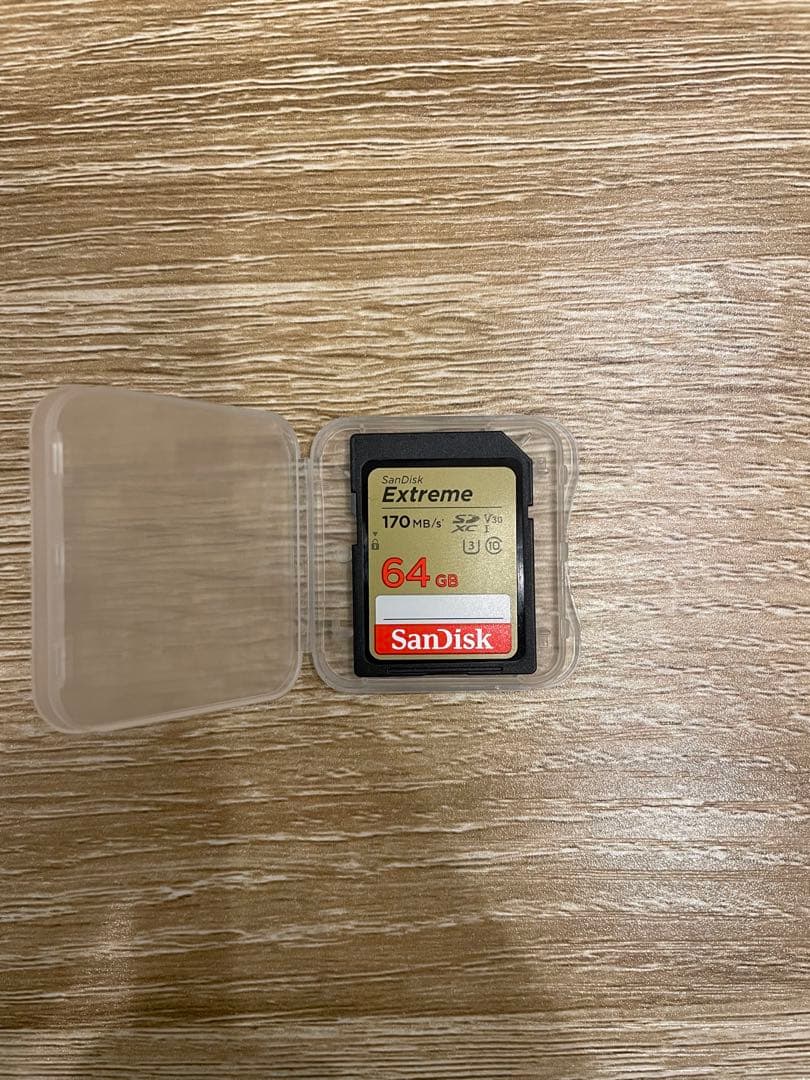 SanDisk
Extreme
170 MB/s*
SD XC I V30
3 10
64 GB
SanDisk